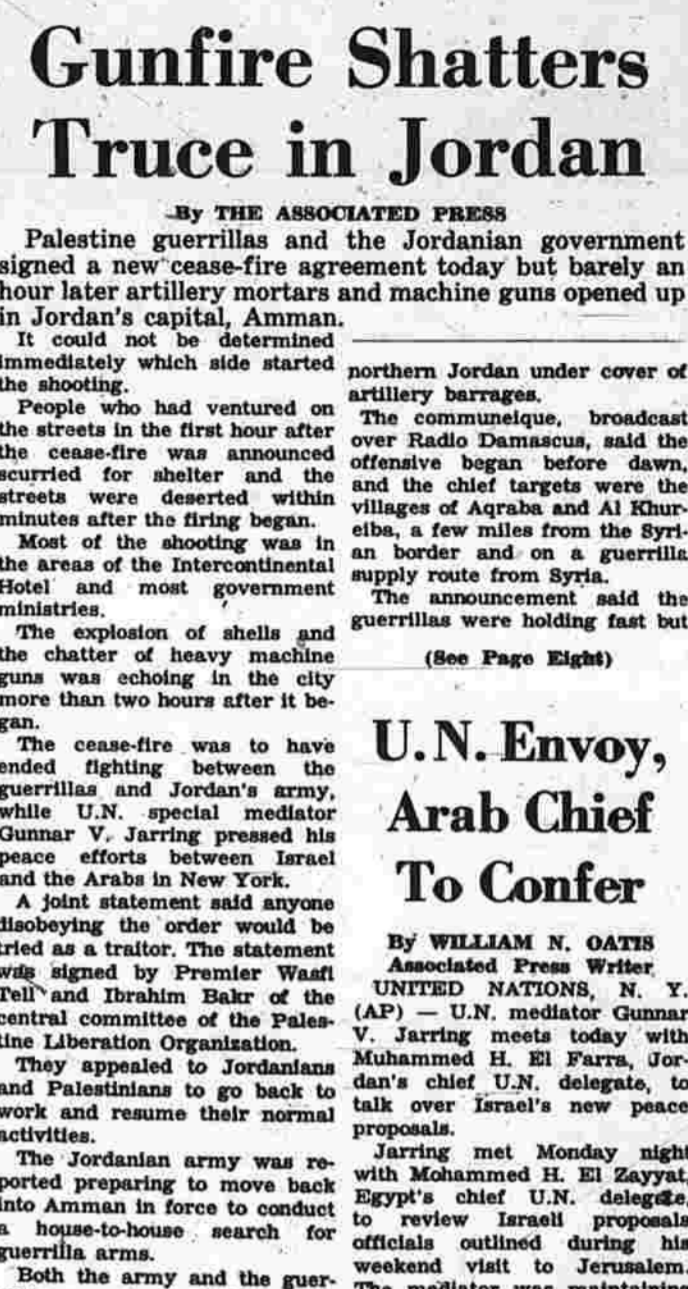 Gunfire Shatters
Truce in Jordan
By THE ASSOCIATED PRESS
Palestine guerrillas and the Jordanian government
signed a new cease-fire agreement today but barely an
hour later artillery mortars and machine guns opened up
in Jordan's capital, Amman.
It could not be determined
immediately which side started
the shooting.
People who had ventured on
the streets in the first hour after
the cease-fire was announced
scurried for shelter and the
streets were deserted within
minutes after the firing began.
Most of the shooting was in
the areas of the Intercontinental
Hotel and most government
ministries.
The explosion of shells and
the chatter of heavy machine
guns was echoing in the city
more than two hours after it be-
gan.
The cease-fire was to have
ended fighting between the
guerrillas and Jordan's army,
while U.N. special mediator
Gunnar V. Jarring pressed his
peace efforts between Israel
and the Arabs in New York.
A joint statement said anyone
disobeying the order would be
tried as a traitor. The statement
was signed by Premier Wasfi
Tell and Ibrahim Bakr of the
central committee of the Pales-
tine Liberation Organization.
They appealed to Jordanians
and Palestinians to go back to
work and resume their normal
activities.
The Jordanian army was re-
ported preparing to move back
into Amman in force to conduct
a house-to-house search for
guerrilla arms.
Both the army and the guer-
northern Jordan under cover of
artillery barrages.
The communeique, broadcast
over Radio Damascus, said the
offensive began before dawn,
and the chief targets were the
villages of Aqraba and Al Khur-
eiba, a few miles from the Syri-
an border and on a guerrilla
supply route from Syria.
The announcement said the
guerrillas were holding fast but
(See Page Eight)
U.N. Envoy,
Arab Chief
To Confer
By WILLIAM N. OATIS
Associated Press Writer
UNITED NATIONS, N. Y.
(AP) — U.N. mediator Gunnar
V. Jarring meets today with
Muhammed H. El Farra, Jor-
dan's chief U.N. delegate, to
talk over Israel's new peace
proposals.
Jarring met Monday night
with Mohammed H. El Zayyat,
Egypt's chief U.N. delegate,
to review Israeli proposals
officials outlined during his
weekend visit to Jerusalem.
The mediator was maintaining